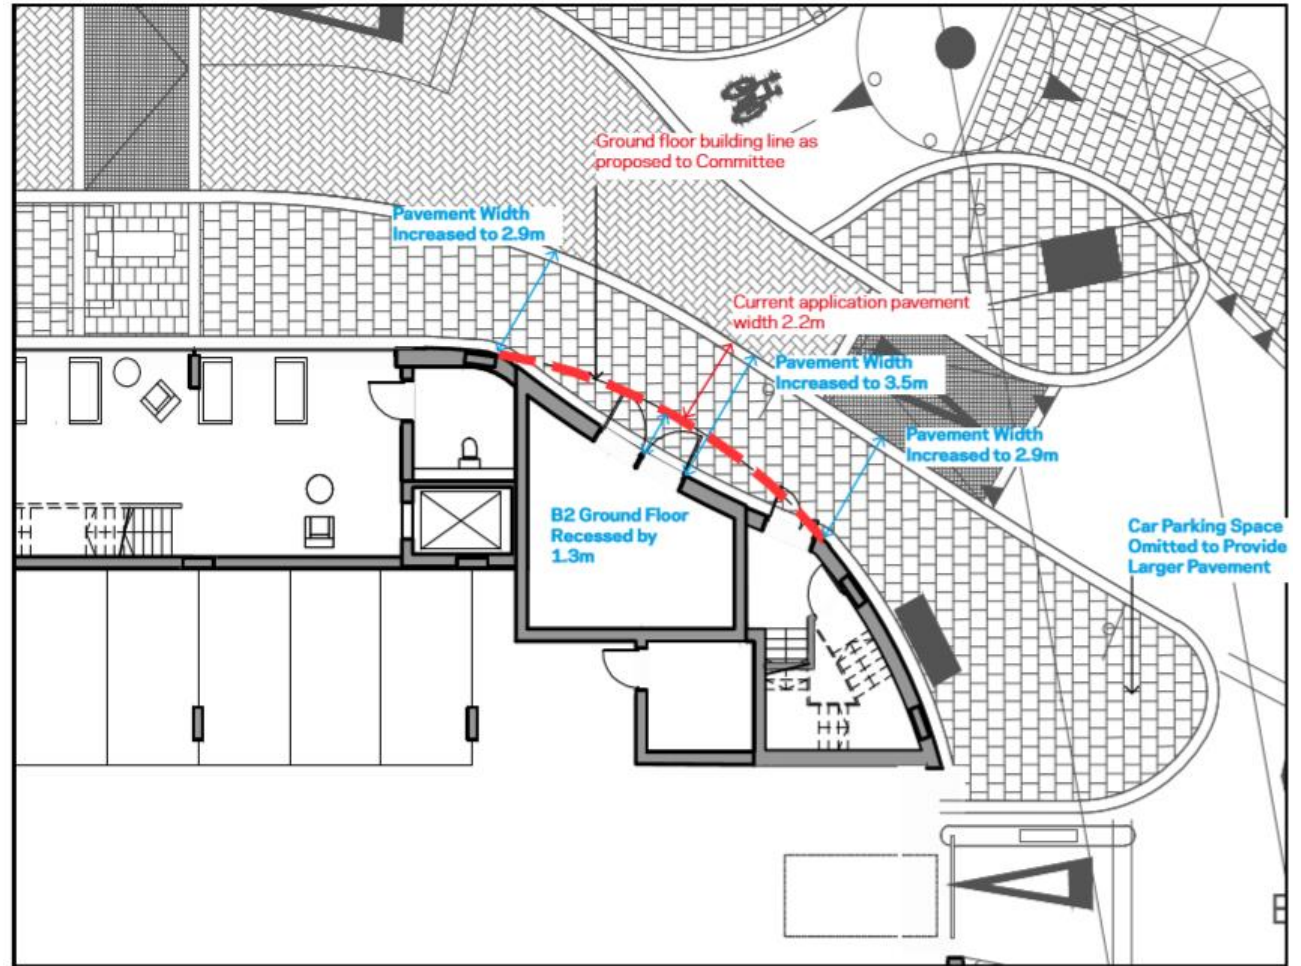 Ground floor building line as
proposed to Committee
Pavement Width
Increased to 2.9m
Current application pavement
width 2.2m
Pavement Width
Increased to 3.5m
Pavement Width
Increased to 2.9m
B2 Ground Floor
Recessed by
1.3m
Car Parking Space
Omitted to Provide
Larger Pavement